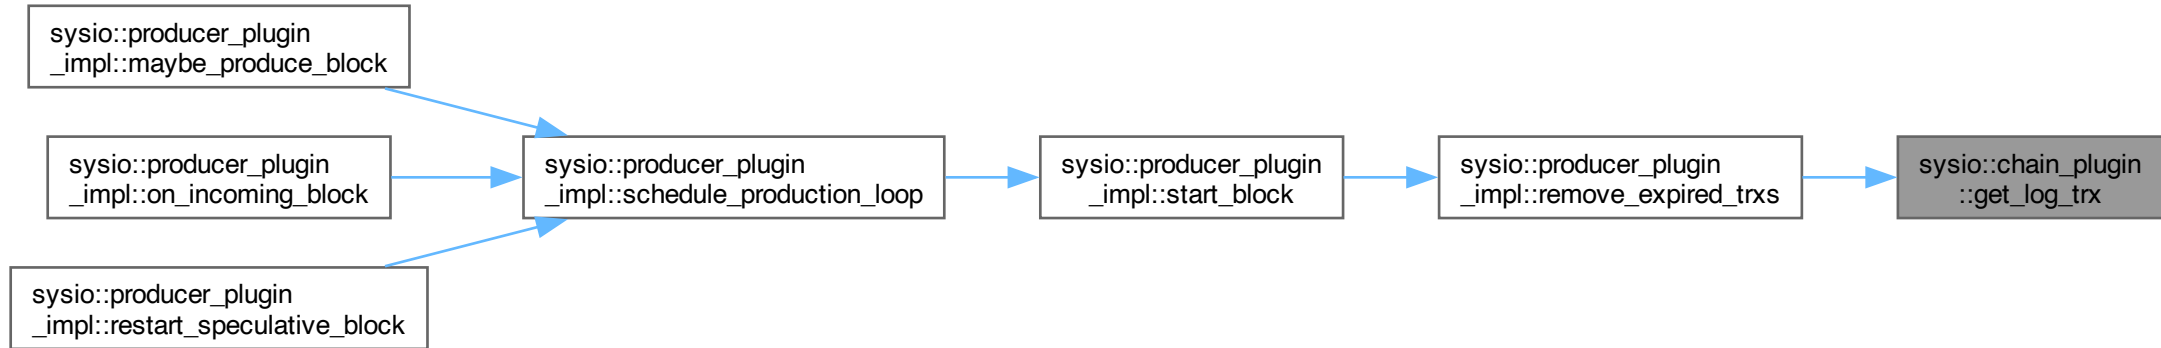 sysio::producer_plugin
_impl::maybe_produce_block
sysio::producer_plugin
_impl::on_incoming_block
sysio::producer_plugin
_impl::restart_speculative_block
sysio::producer_plugin
_impl::schedule_production_loop
sysio::producer_plugin
_impl::start_block
sysio::producer_plugin
_impl::remove_expired_trxs
sysio::chain_plugin
::get_log_trx